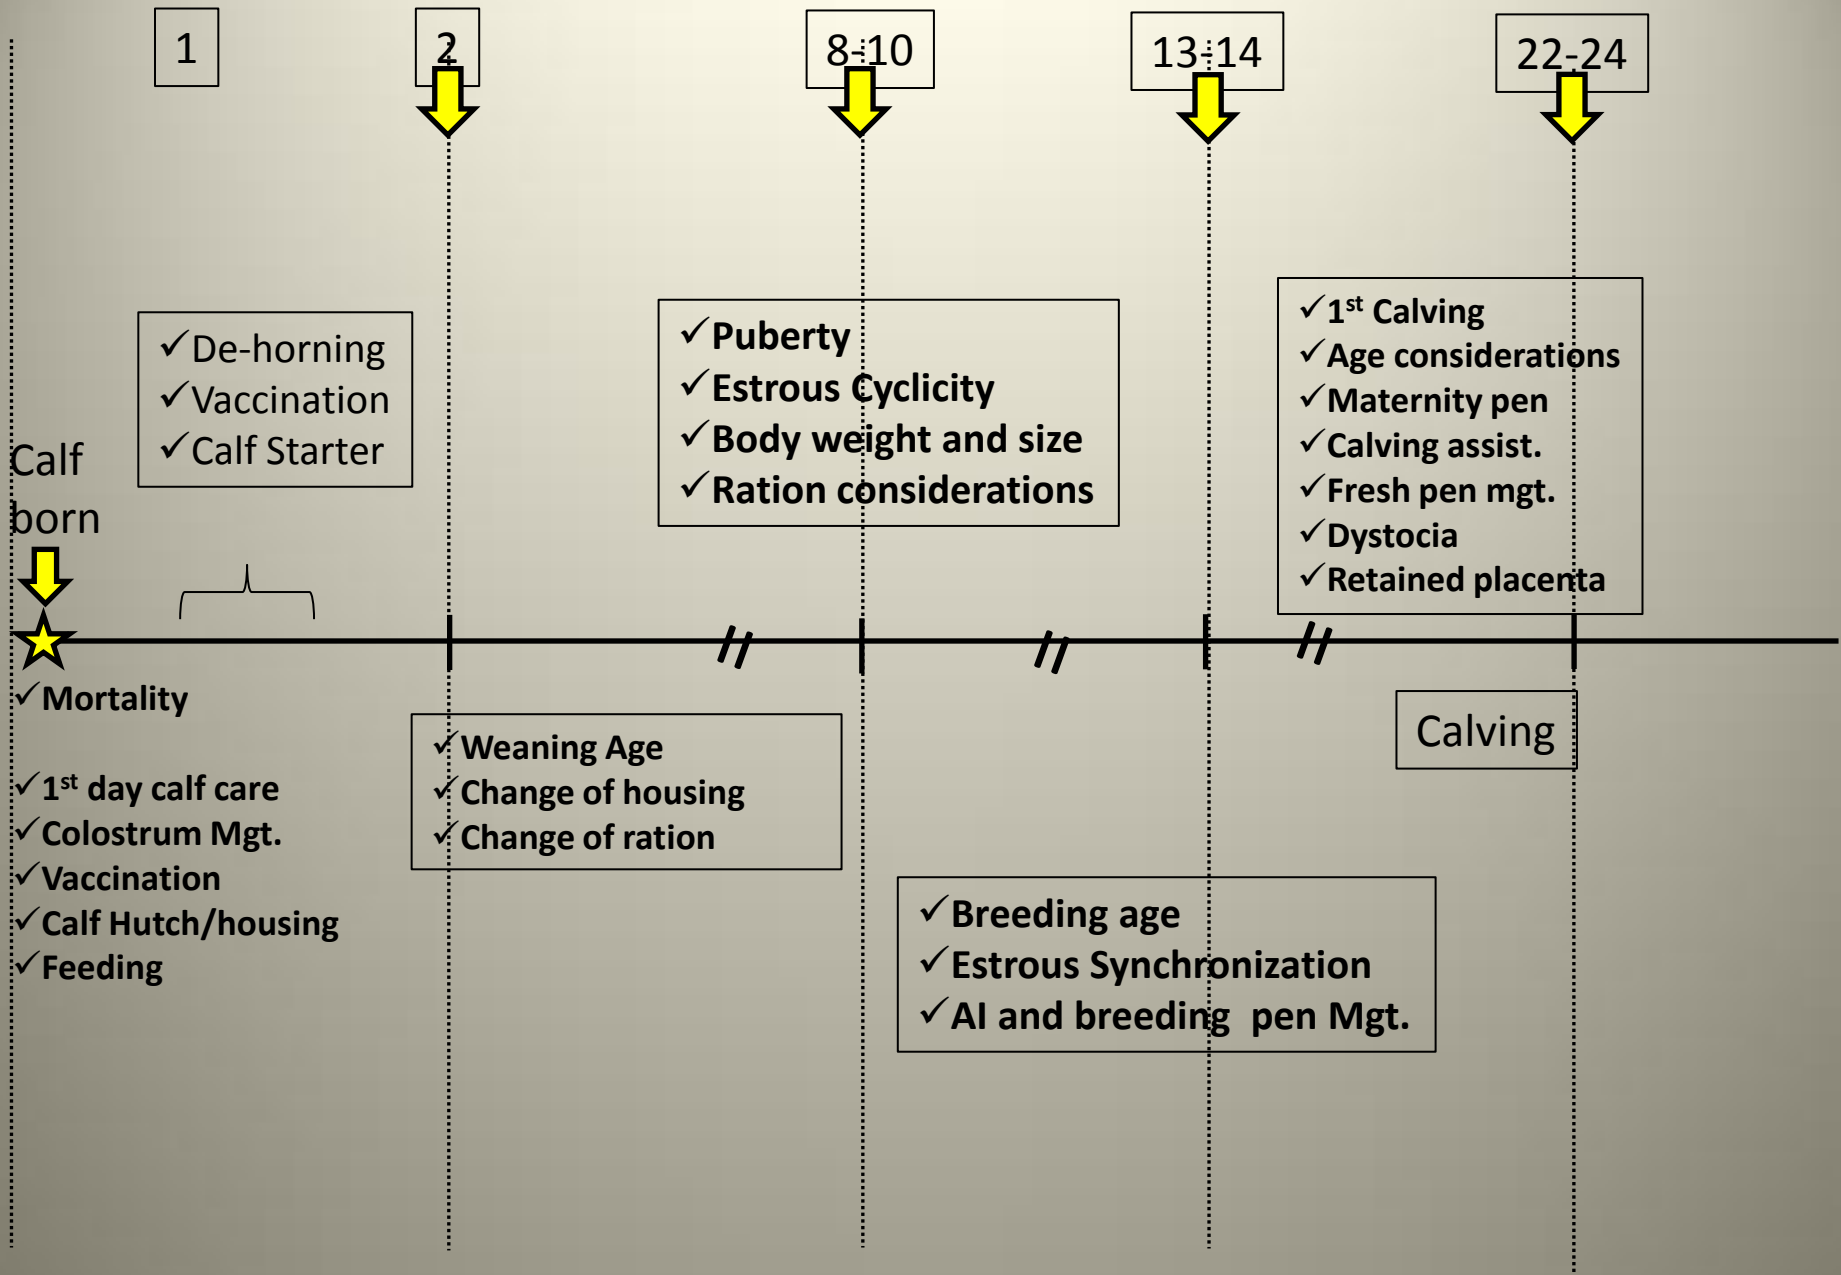 1
2
8-10
13-14
22-24
✓De-horning
✓Vaccination
✓Calf Starter
Calf
born
✓Puberty
✓Estrous Cyclicity
✓Body weight and size
✓Ration considerations
✓1st Calving
✓Age considerations
✓Maternity pen
✓Calving assist.
✓Fresh pen mgt.
✓Dystocia
✓Retained placenta
✓Mortality
✓1st day calf care
✓Colostrum Mgt.
✓Vaccination
✓Calf Hutch/housing
✓Feeding
✓Weaning Age
✓Change of housing
✓Change of ration
Calving
✓Breeding age
✓Estrous Synchronization
✓AI and breeding pen Mgt.